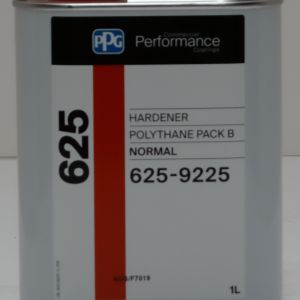 PPG
Commercial
Performance
Coatings
625
HARDENER
POLYTHANE PACK B
NORMAL
625-9225
1L